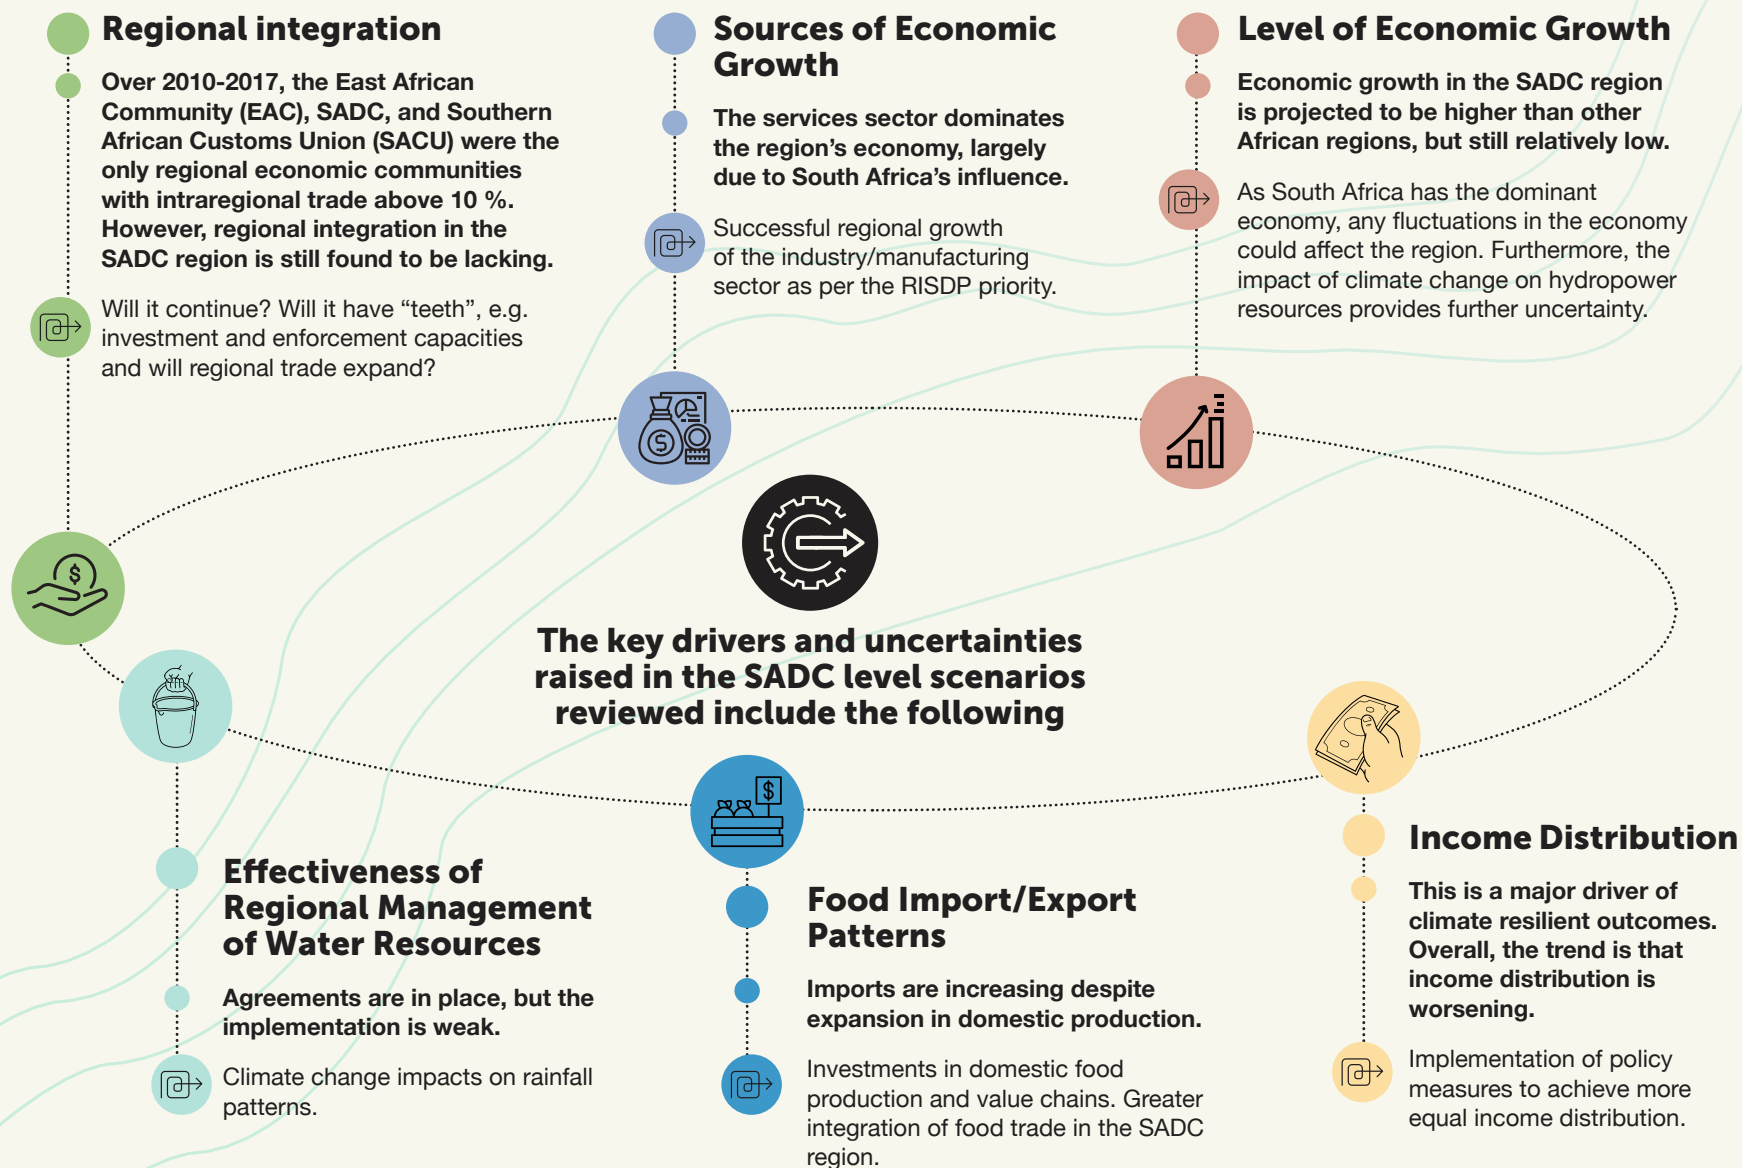 Regional integration
Over 2010-2017, the East African
Community (EAC), SADC, and Southern
African Customs Union (SACU) were the
only regional economic communities
with intraregional trade above 10 %.
However, regional integration in the
SADC region is still found to be lacking.
Will it continue? Will it have “teeth”, e.g.
investment and enforcement capacities
and will regional trade expand?
Sources of Economic
Growth
The services sector dominates
the region’s economy, largely
due to South Africa’s influence.
Successful regional growth
of the industry/manufacturing
sector as per the RISDP priority.
Level of Economic Growth
Economic growth in the SADC region
is projected to be higher than other
African regions, but still relatively low.
As South Africa has the dominant
economy, any fluctuations in the economy
could affect the region. Furthermore, the
impact of climate change on hydropower
resources provides further uncertainty.
$
$
The key drivers and uncertainties
raised in the SADC level scenarios
reviewed include the following
$
Effectiveness of
Regional Management
of Water Resources
Agreements are in place, but the
implementation is weak.
Climate change impacts on rainfall
patterns.
Food Import/Export
Patterns
Imports are increasing despite
expansion in domestic production.
Investments in domestic food
production and value chains. Greater
integration of food trade in the SADC
region.
Income Distribution
This is a major driver of
climate resilient outcomes.
Overall, the trend is that
income distribution is
worsening.
Implementation of policy
measures to achieve more
equal income distribution.